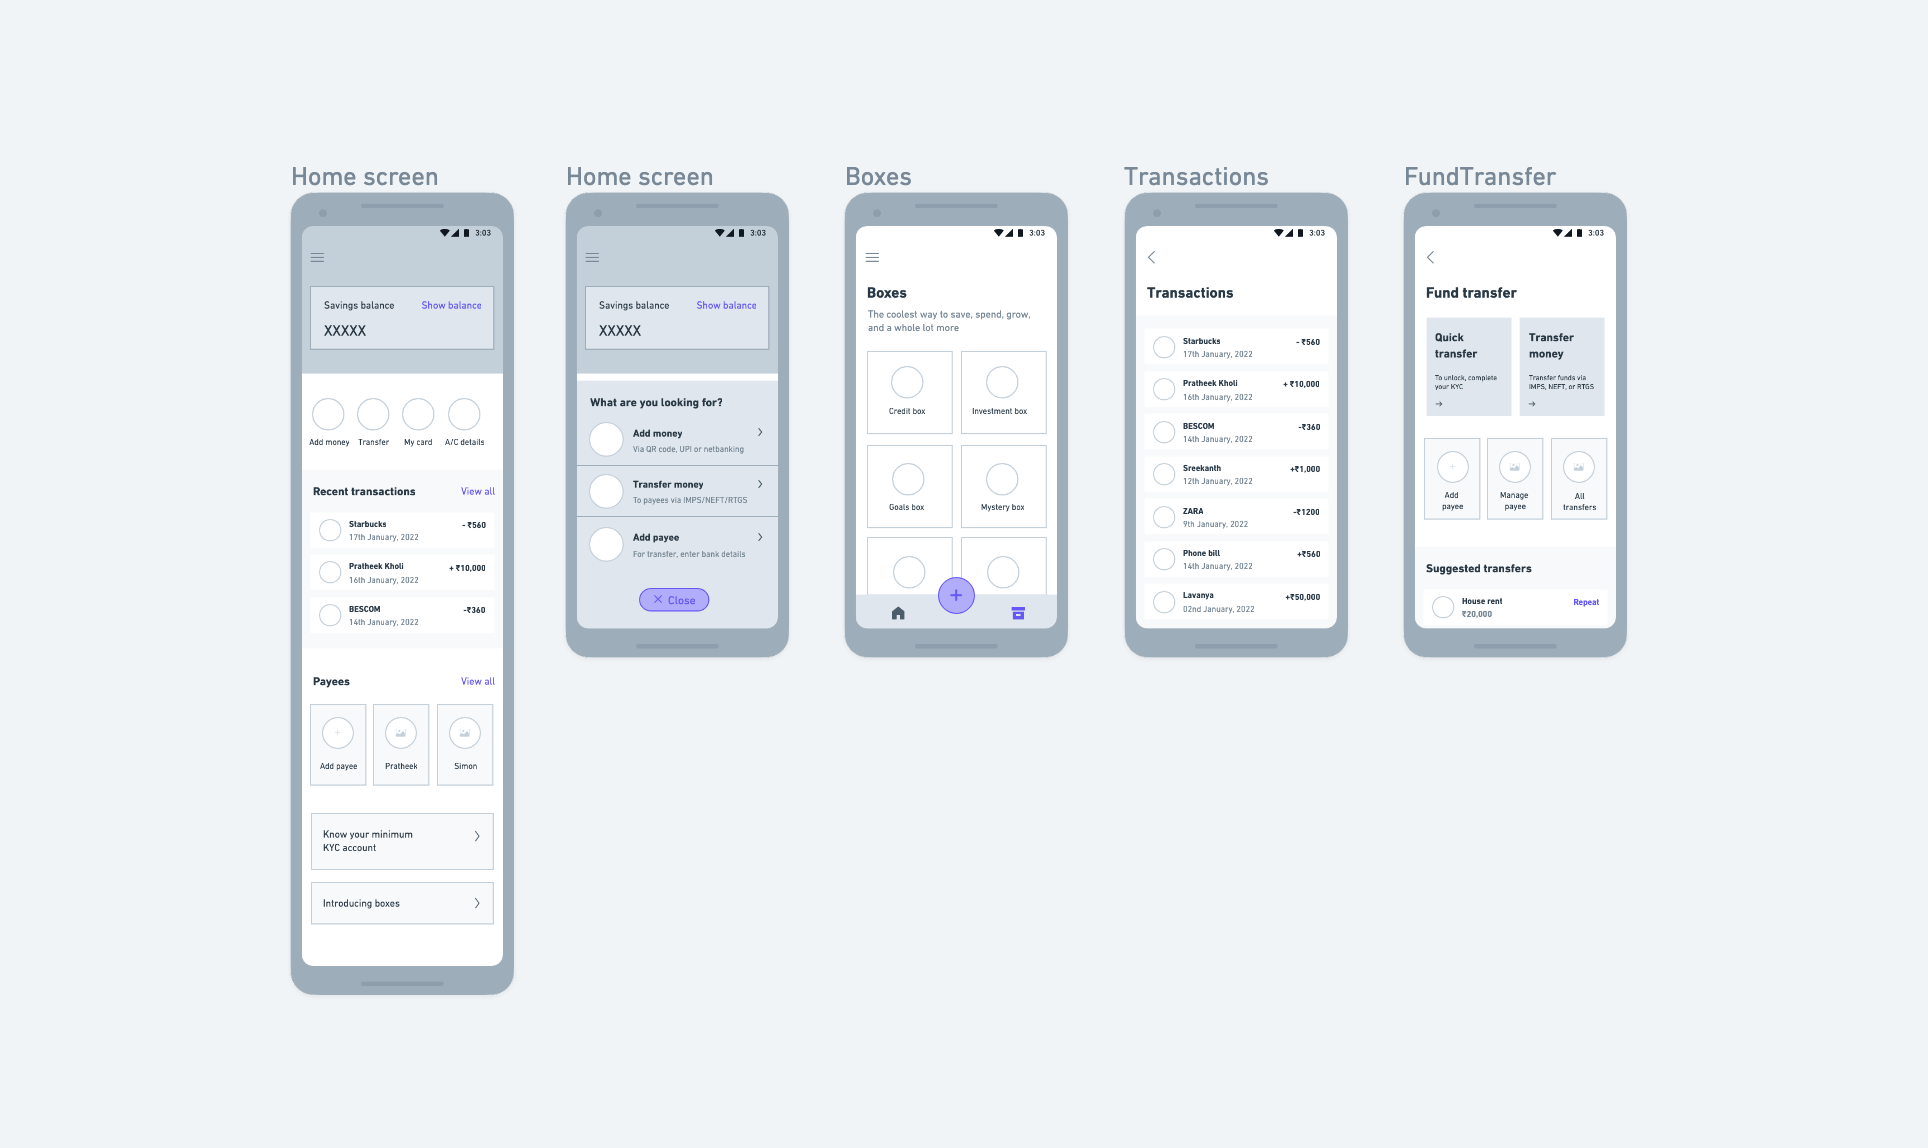 Home screen
3:03
Savings balance Show balance
XXXXX
Add money Transfer My card A/C details
Recent transactions View all
Starbucks - ₹560
17th January, 2022
Pratheek Kholi + ₹10,000
16th January, 2022
BESCOM -₹360
14th January, 2022
Payees View all
Add payee Pratheek Simon
Know your minimum
KYC account
Introducing boxes
Home screen
3:03
Savings balance Show balance
XXXXX
What are you looking for?
Add money
Via QR code, UPI or netbanking
Transfer money
To payees via IMPS/NEFT/RTGS
Add payee
For transfer, enter bank details
Close
Boxes
3:03
Boxes
The coolest way to save, spend, grow,
and a whole lot more
Credit box Investment box
Goals box Mystery box
Transactions
3:03
Transactions
Starbucks - ₹560
17th January, 2022
Pratheek Kholi + ₹10,000
16th January, 2022
BESCOM -₹360
14th January, 2022
Sreekanth +₹1,000
12th January, 2022
ZARA -₹1200
9th January, 2022
Phone bill +₹560
14th January, 2022
Lavanya +₹50,000
02nd January, 2022
FundTransfer
3:03
Fund transfer
Quick
transfer
To unlock, complete
your KYC
Transfer
money
Transfer funds via
IMPS, NEFT, or RTGS
Add
payee
Manage
payee
All
transfers
Suggested transfers
House rent Repeat
₹20,000